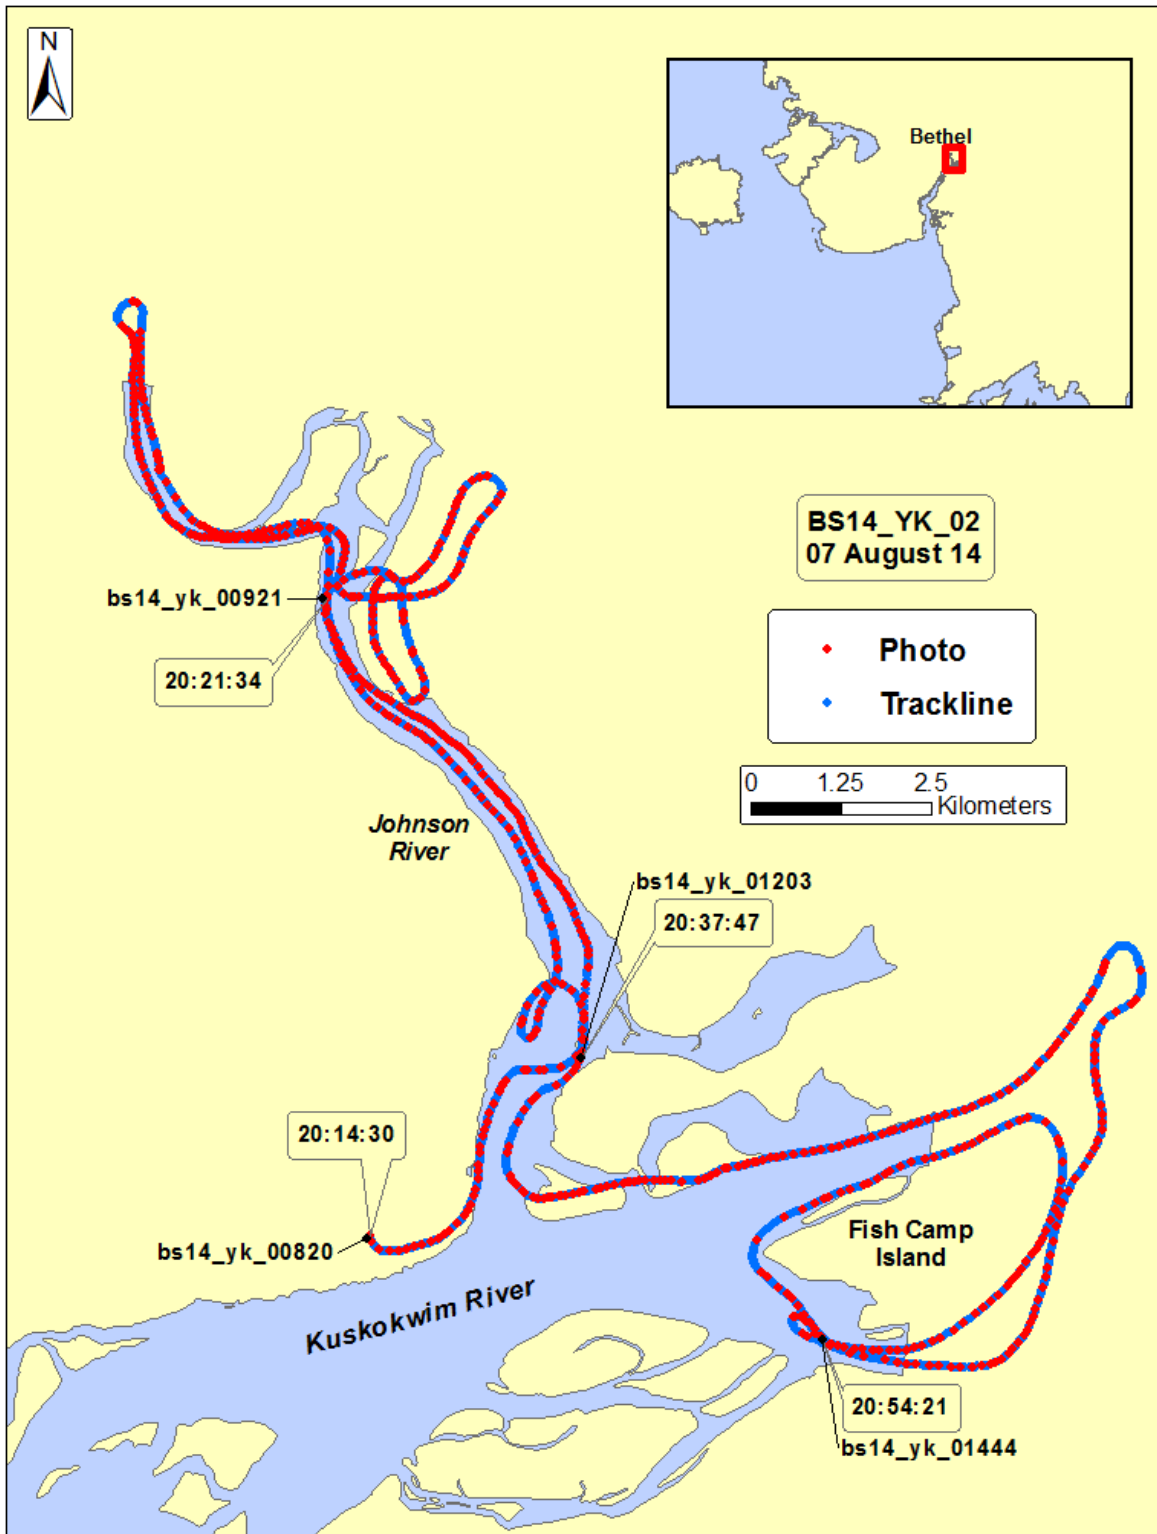 N
Bethel
BS14_YK_02
07 August 14
bs14_yk_00921
20:21:34
Photo
Trackline
0 1.25 2.5
Kilometers
Johnson
River
bs14_yk_01203
20:37:47
20:14:30
bs14_yk_00820
Fish Camp
Island
Kuskokwim River
20:54:21
bs14_yk_01444